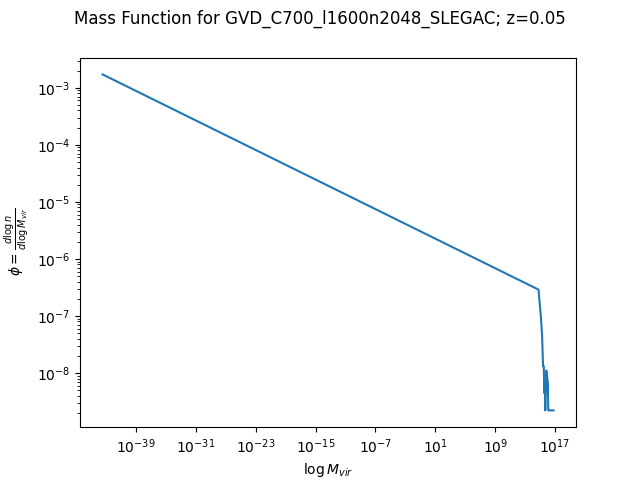 Mass Function for GVD_C700_l1600n2048_SLEGAC; z=0.05
10⁻³
10⁻⁴
10⁻⁵
10⁻⁶
10⁻⁷
10⁻⁸
ϕ = d log n / d log M_vir
10⁻³⁹ 10⁻³¹ 10⁻²³ 10⁻¹⁵ 10⁻⁷ 10¹ 10⁹ 10¹⁷
log M_vir